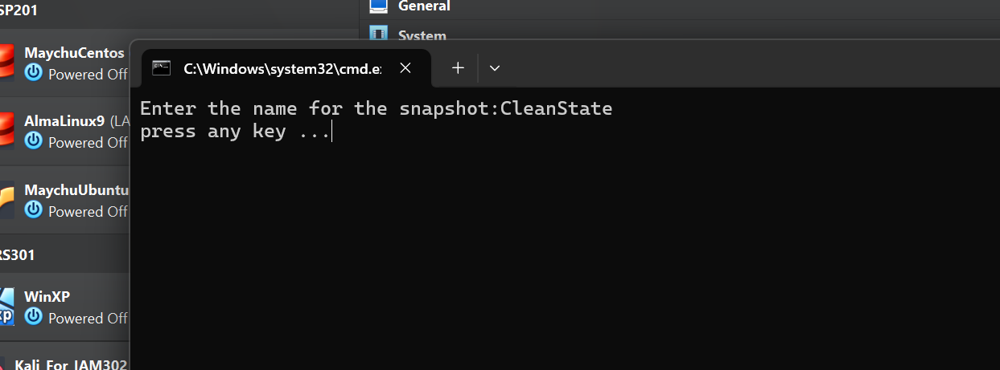 SP201
General
System
MaychuCentos
Powered Off
C:\Windows\system32\cmd.e
Enter the name for the snapshot:CleanState
press any key ...
AlmaLinux9 (LA
Powered Off
MaychuUbuntu
Powered Off
RS301
WinXP
Powered Off
Kali_For_IAM302